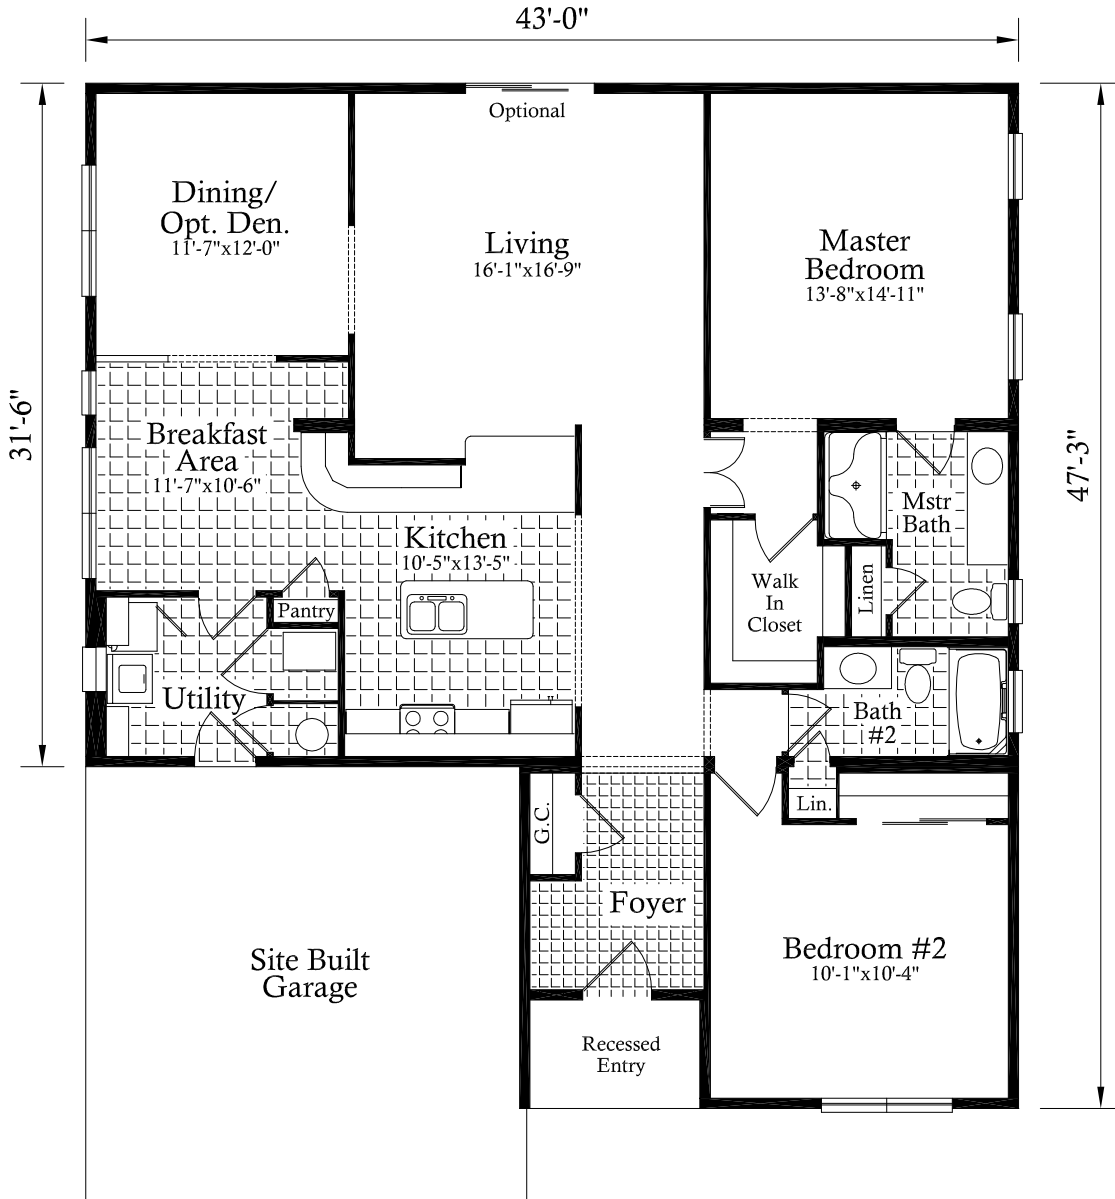 43'-0"
Optional
Dining/
Opt. Den.
11'-7"x12'-0"
Living
16'-1"x16'-9"
Master
Bedroom
13'-8"x14'-11"
31'-6"
47'-3"
Breakfast
Area
11'-7"x10'-6"
Kitchen
10'-5"x13'-5"
Mstr
Bath
Walk
In
Closet
Linen
Pantry
Utility
Bath
#2
Lin.
G.C.
Foyer
Bedroom #2
10'-1"x10'-4"
Site Built
Garage
Recessed
Entry